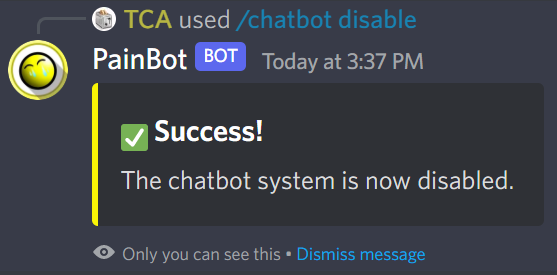 TCA used /chatbot disable
PainBot BOT Today at 3:37 PM
✅ Success!
The chatbot system is now disabled.
Only you can see this • Dismiss message